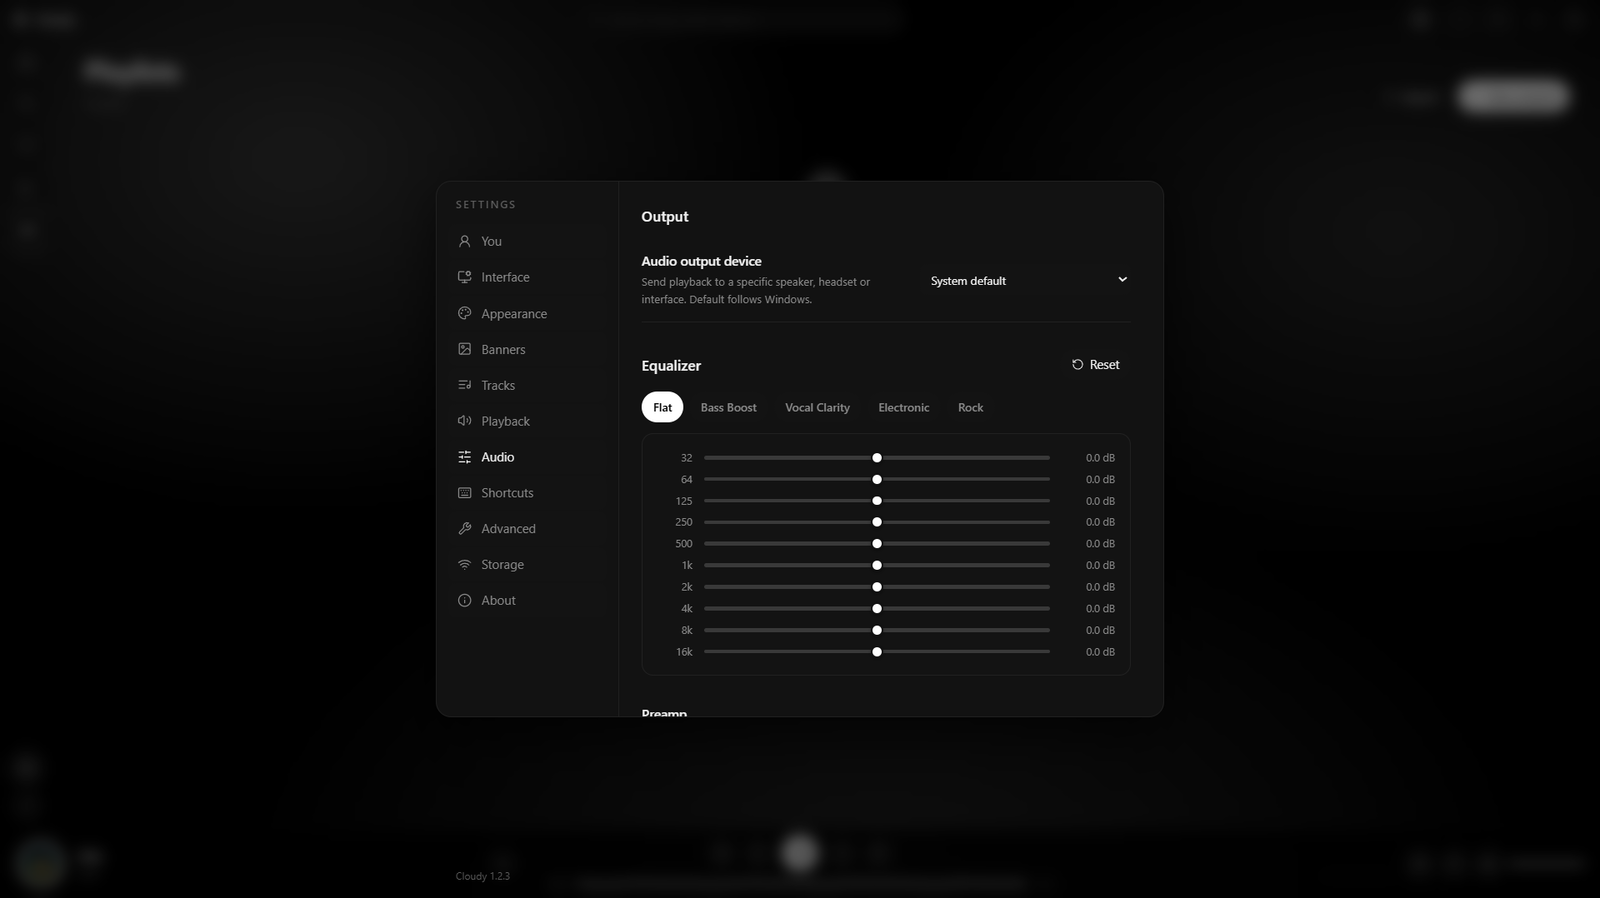 SETTINGS
You
Interface
Appearance
Banners
Tracks
Playback
Audio
Shortcuts
Advanced
Storage
About
Output
Audio output device
Send playback to a specific speaker, headset or
interface. Default follows Windows.
System default
Equalizer
Reset
Flat
Bass Boost
Vocal Clarity
Electronic
Rock
32 0.0 dB
64 0.0 dB
125 0.0 dB
250 0.0 dB
500 0.0 dB
1k 0.0 dB
2k 0.0 dB
4k 0.0 dB
8k 0.0 dB
16k 0.0 dB
Preamp
Cloudy 1.2.3